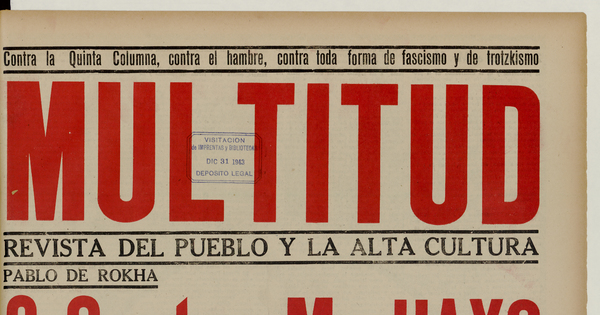 Contra la Quinta Columna, contra el hambre, contra toda forma de fascismo y de trotzkismo
MULTITUD
VISITACION
de IMPRENTAS y BIBLIOTECAS
DIC 31 1943
DEPOSITO LEGAL
REVISTA DEL PUEBLO Y LA ALTA CULTURA
PABLO DE ROKHA